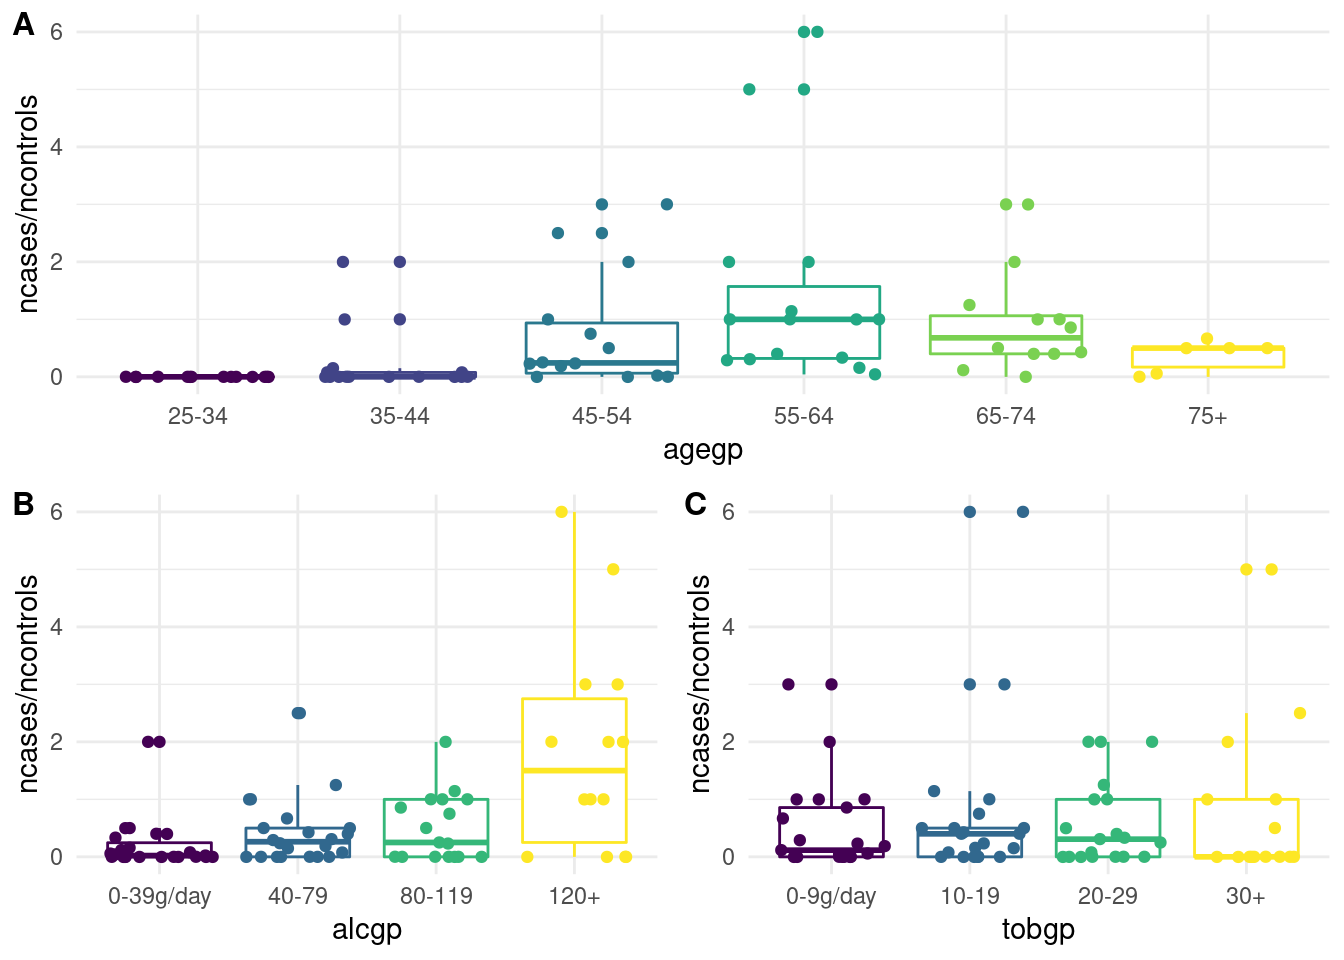 A
ncases/ncontrols
6
4
2
0
25-34 35-44 45-54 55-64 65-74 75+
agegp
B
ncases/ncontrols
6
4
2
0
0-39g/day 40-79 80-119 120+
alcgp
C
ncases/ncontrols
6
4
2
0
0-9g/day 10-19 20-29 30+
tobgp